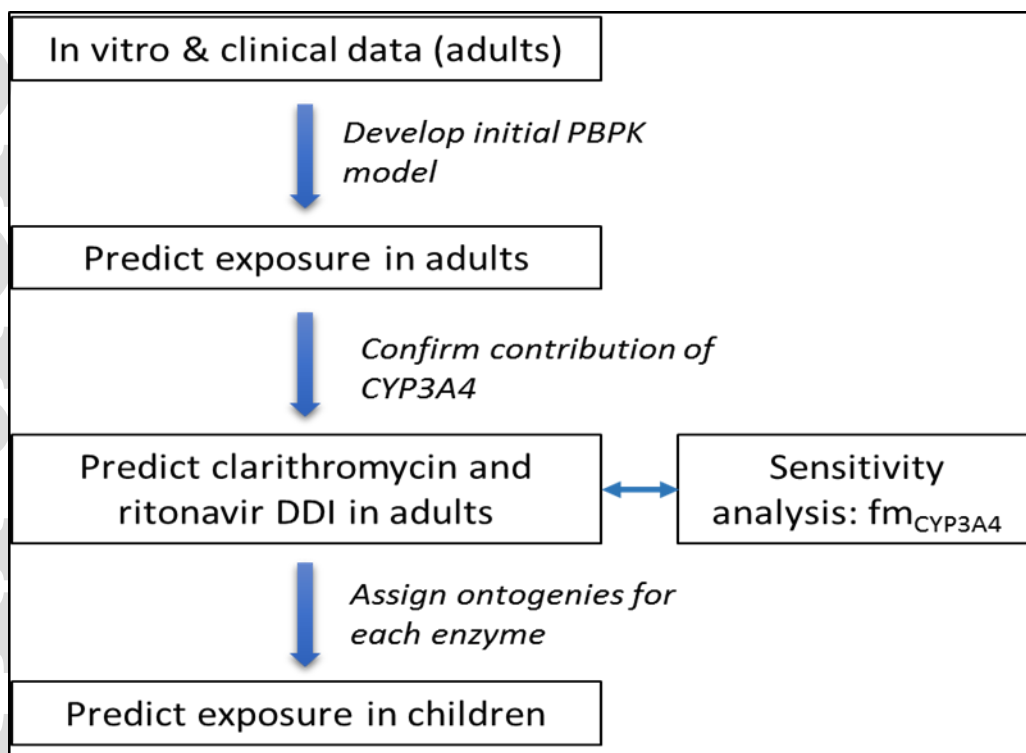 In vitro & clinical data (adults)
Develop initial PBPK
model
Predict exposure in adults
Confirm contribution of
CYP3A4
Predict clarithromycin and
ritonavir DDI in adults
Sensitivity
analysis: fmCYP3A4
Assign ontogenies for
each enzyme
Predict exposure in children